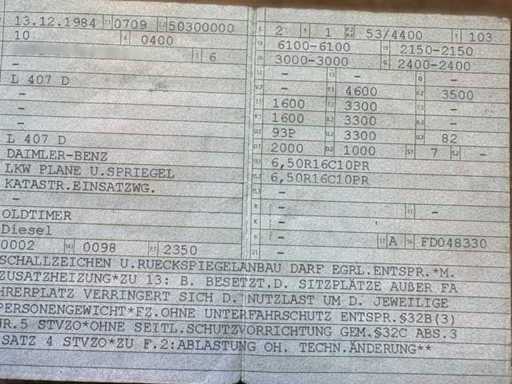 13.12.1984 0709 50300000 2 1 53/4400 103
10 0400 6100-6100 2150-2150
- 6 3000-3000 2400-2400
L 407 D - - -
- - 4600 3500
- 1600 3300 -
- 1600 3300 -
L 407 D 93P 3300 82
DAIMLER-BENZ 2000 1000 7 -
LKW PLANE U.SPRIEGEL 6,50R16C10PR
KATASTR.EINSATZWG. 6,50R16C10PR
- -
OLDTIMER - -
Diesel -
0002 0098 2350 - A FD048330
SCHALLZEICHEN U.RUECKSPIEGELANBAU DARF EGRL.ENTSPR.*M.
ZUSATZHEIZUNG*ZU 13: B. BESETZT.D. SITZPLÄTZE AUßER FA
HRERPLATZ VERRINGERT SICH D. NUTZLAST UM D. JEWEILIGE
PERSONENGEWICHT*FZ.OHNE UNTERFAHRSCHUTZ ENTSPR.§32B(3)
NR.5 STVZO*OHNE SEITL.SCHUTZVORRICHTUNG GEM.§32C ABS.3
SATZ 4 STVZO*ZU F.2:ABLASTUNG OH. TECHN.ÄNDERUNG**